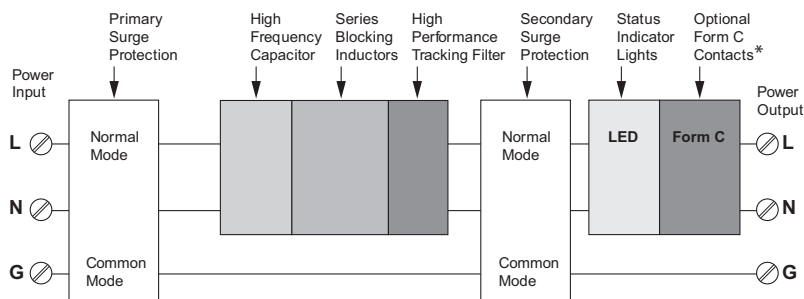 Primary
Surge
Protection
High
Frequency
Capacitor
Series
Blocking
Inductors
High
Performance
Tracking Filter
Secondary
Surge
Protection
Status
Indicator
Lights
Optional
Form C
Contacts*
Power
Input
Power
Output
L
Normal
Mode
Normal
Mode
LED
Form C
L
N
N
G
Common
Mode
Common
Mode
G